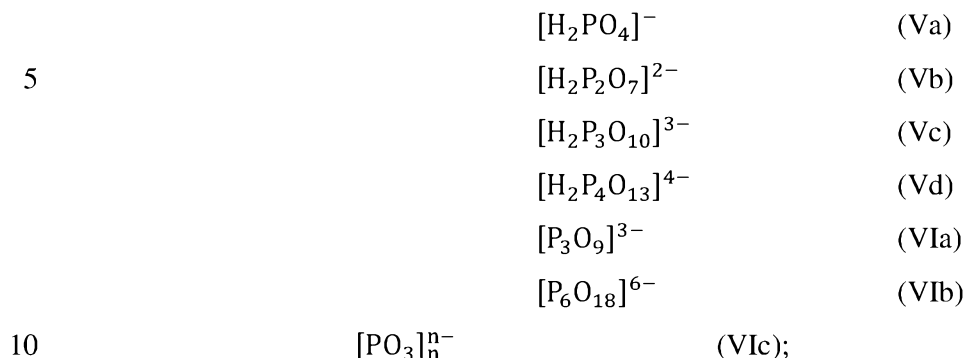 [H₂PO₄]⁻ (Va)
5 [H₂P₂O₇]²⁻ (Vb)
[H₂P₃O₁₀]³⁻ (Vc)
[H₂P₄O₁₃]⁴⁻ (Vd)
[P₃O₉]³⁻ (VIa)
[P₆O₁₈]⁶⁻ (VIb)
10 [PO₃]ₙⁿ⁻ (VIc);